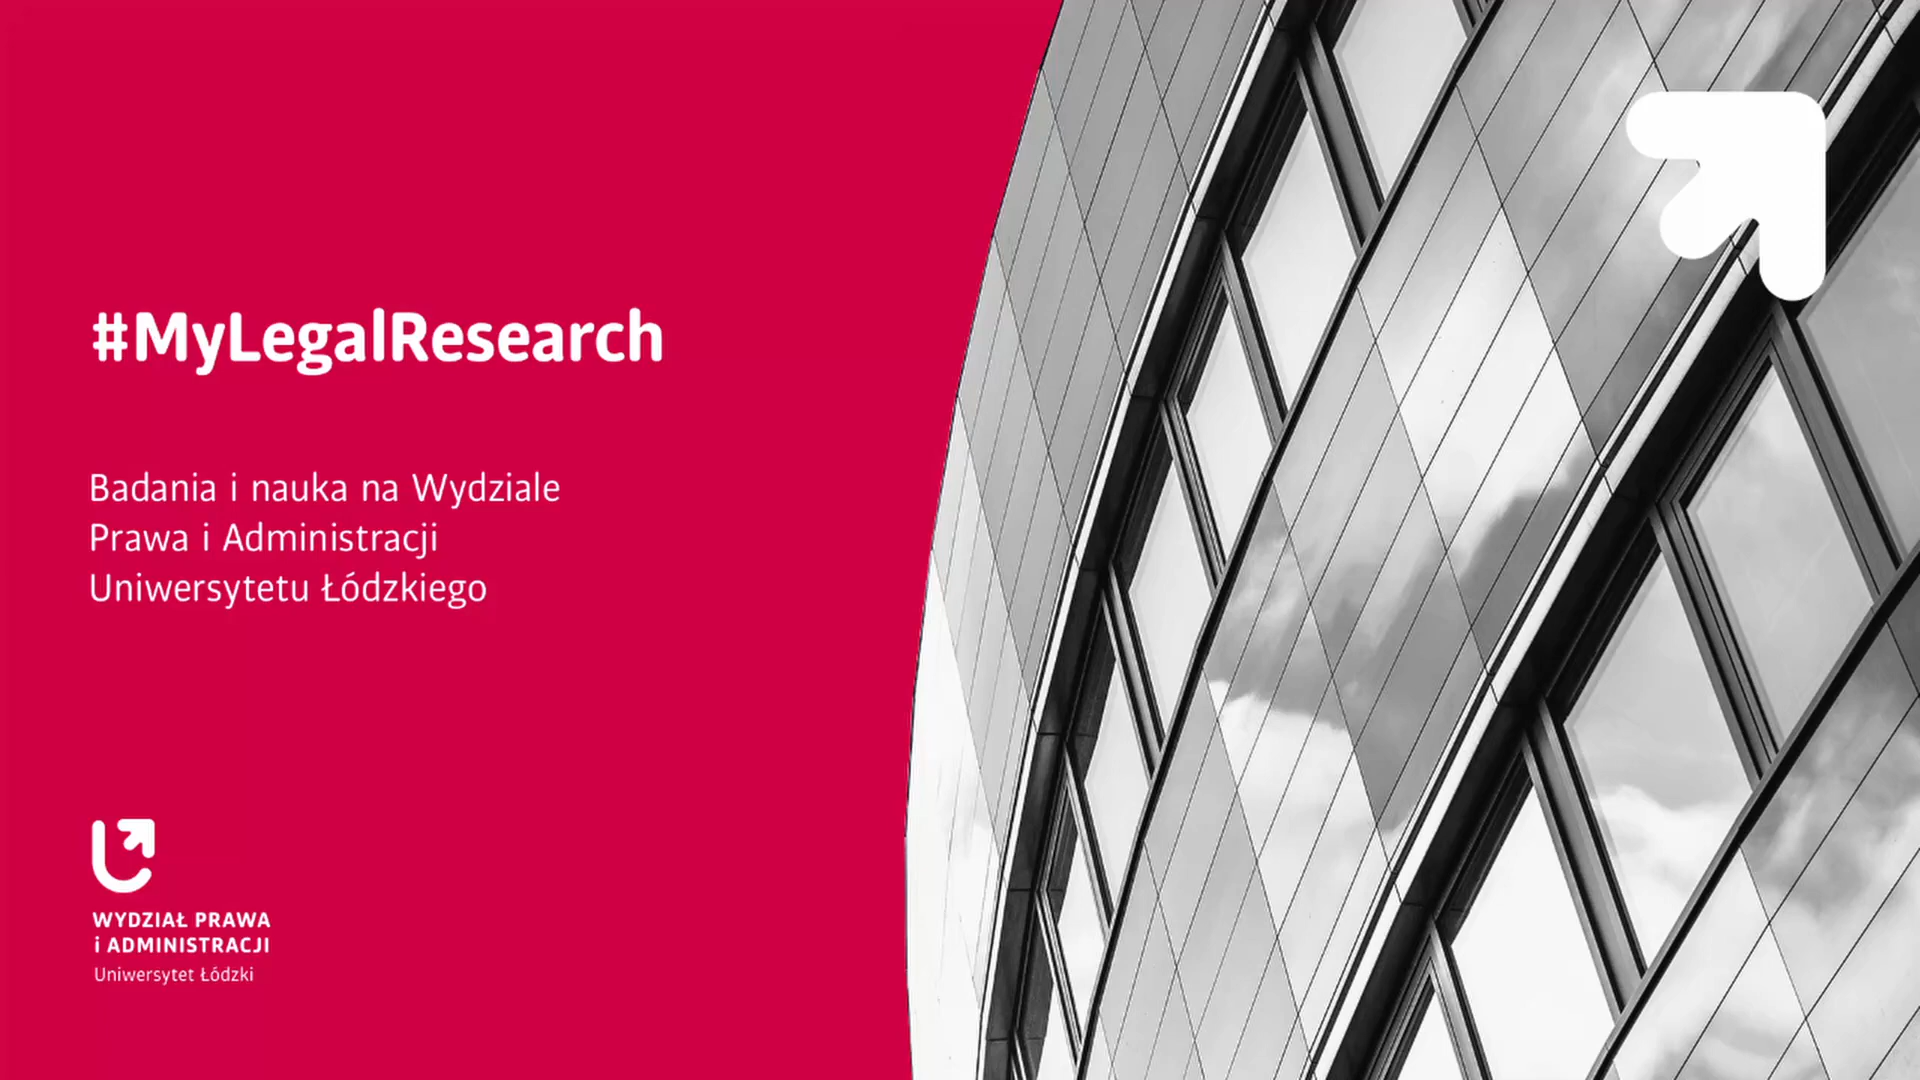 #MyLegalResearch
Badania i nauka na Wydziale
Prawa i Administracji
Uniwersytetu Łódzkiego
WYDZIAŁ PRAWA
i ADMINISTRACJI
Uniwersytet Łódzki